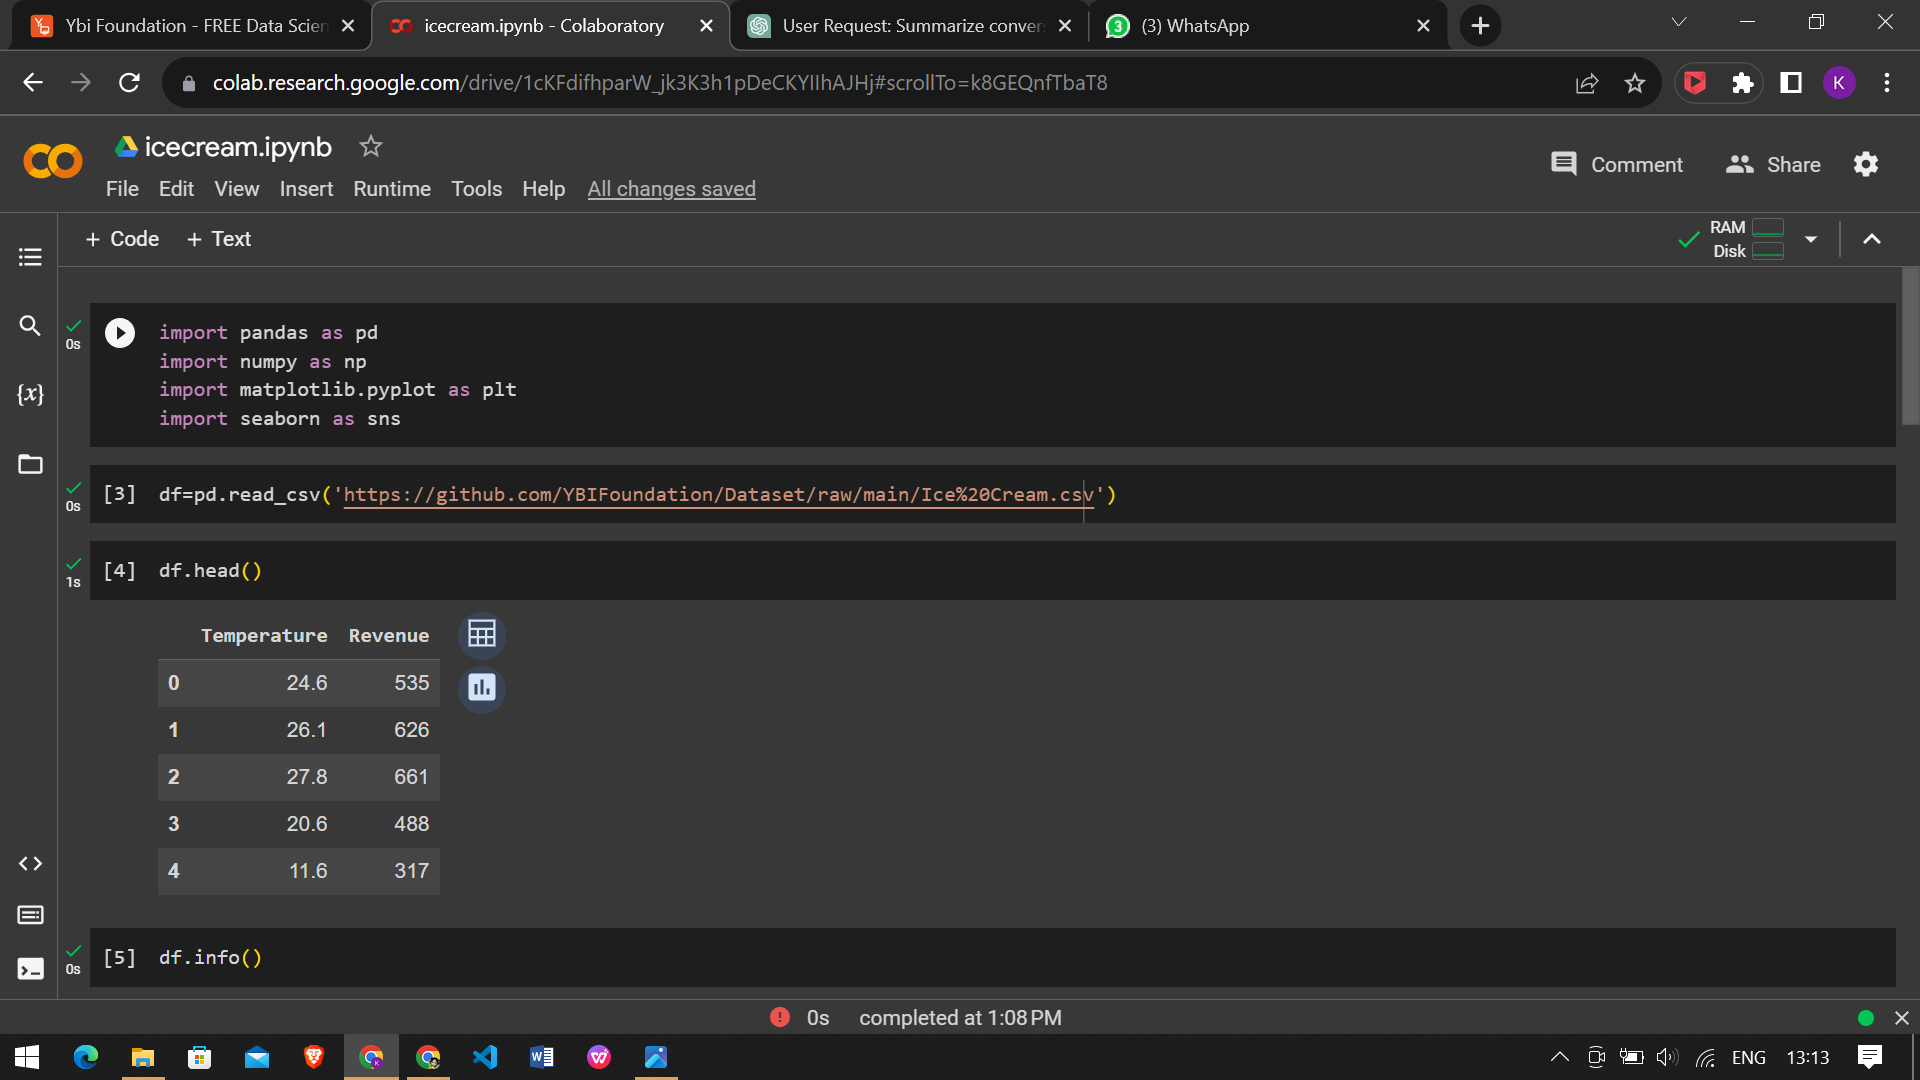 Ybi Foundation - FREE Data Scien
icecream.ipynb - Colaboratory
User Request: Summarize conver
(3) WhatsApp
colab.research.google.com/drive/1cKFdifhparW_jk3K3h1pDeCKYIIhAJHj#scrollTo=k8GEQnfTbaT8
K
icecream.ipynb
Comment
Share
File Edit View Insert Runtime Tools Help All changes saved
+ Code + Text
RAM
Disk
0s
import pandas as pd
import numpy as np
import matplotlib.pyplot as plt
import seaborn as sns
{x}
0s [3] df=pd.read_csv('https://github.com/YBIFoundation/Dataset/raw/main/Ice%20Cream.csv')
1s [4] df.head()
Temperature Revenue
0 24.6 535
1 26.1 626
2 27.8 661
3 20.6 488
4 11.6 317
0s [5] df.info()
0s completed at 1:08 PM
ENG 13:13